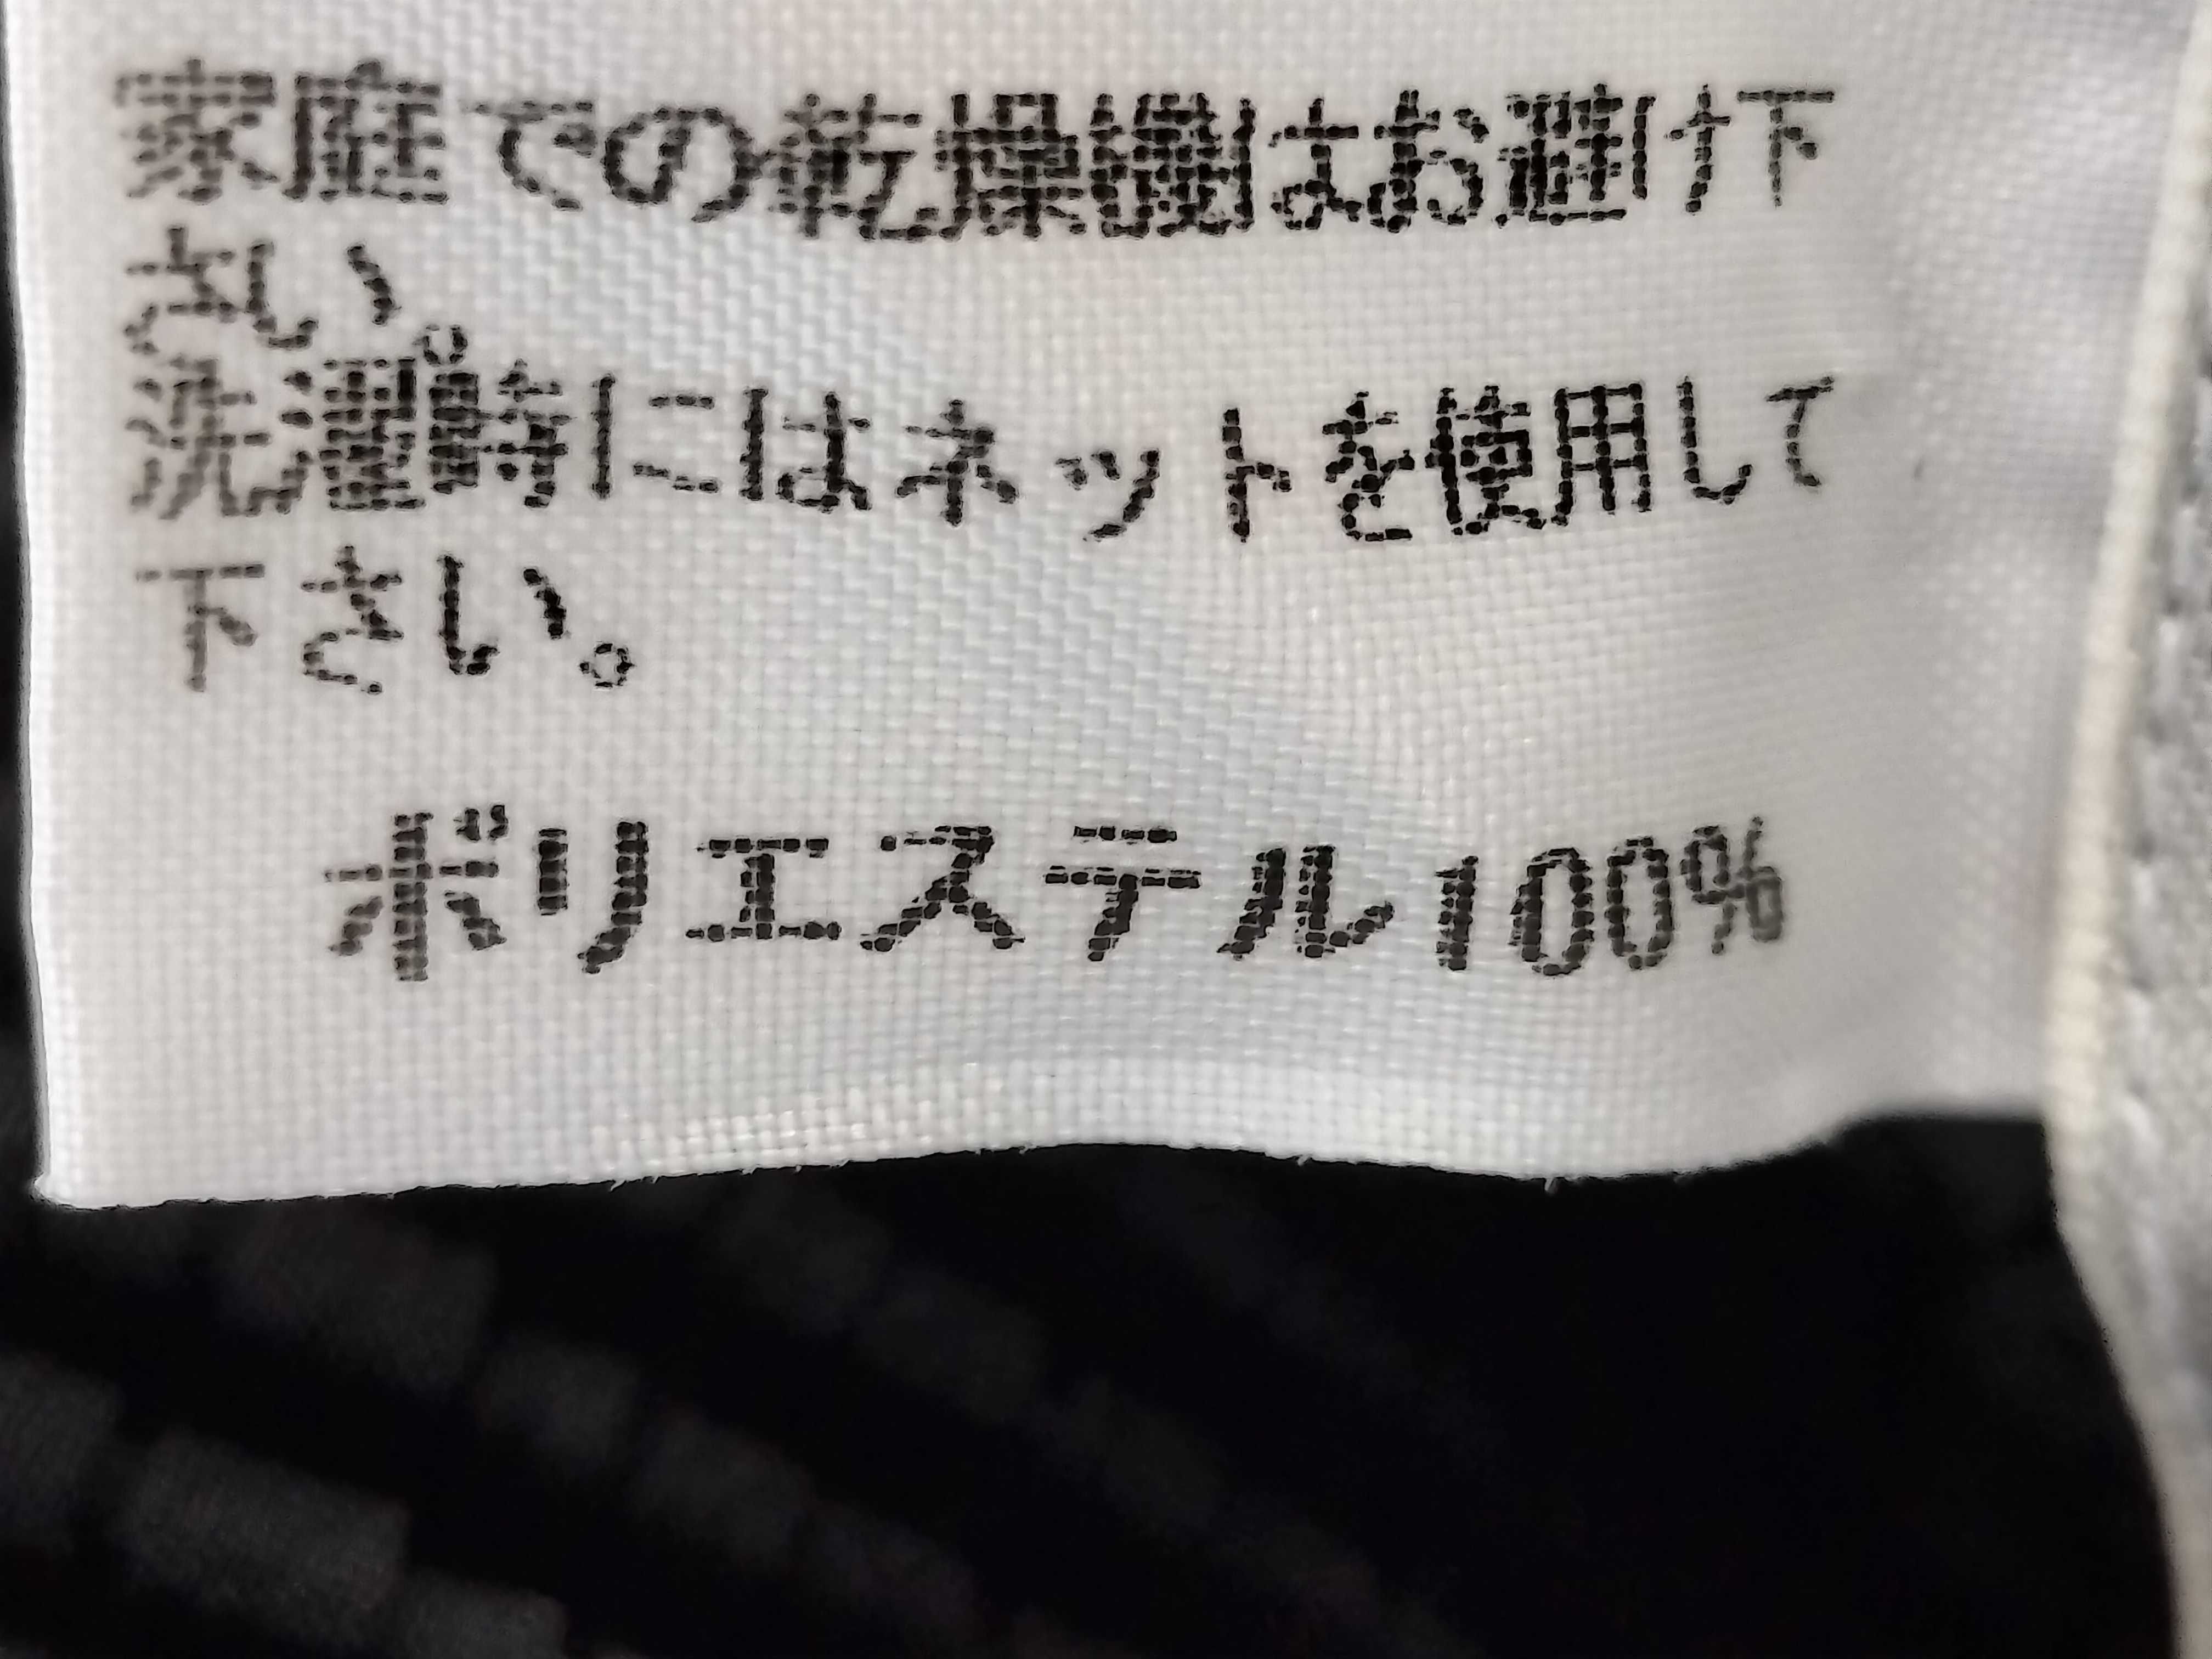 家庭での乾燥機はお避け下
さい。
洗濯時にはネットを使用して
下さい。
ポリエステル100%